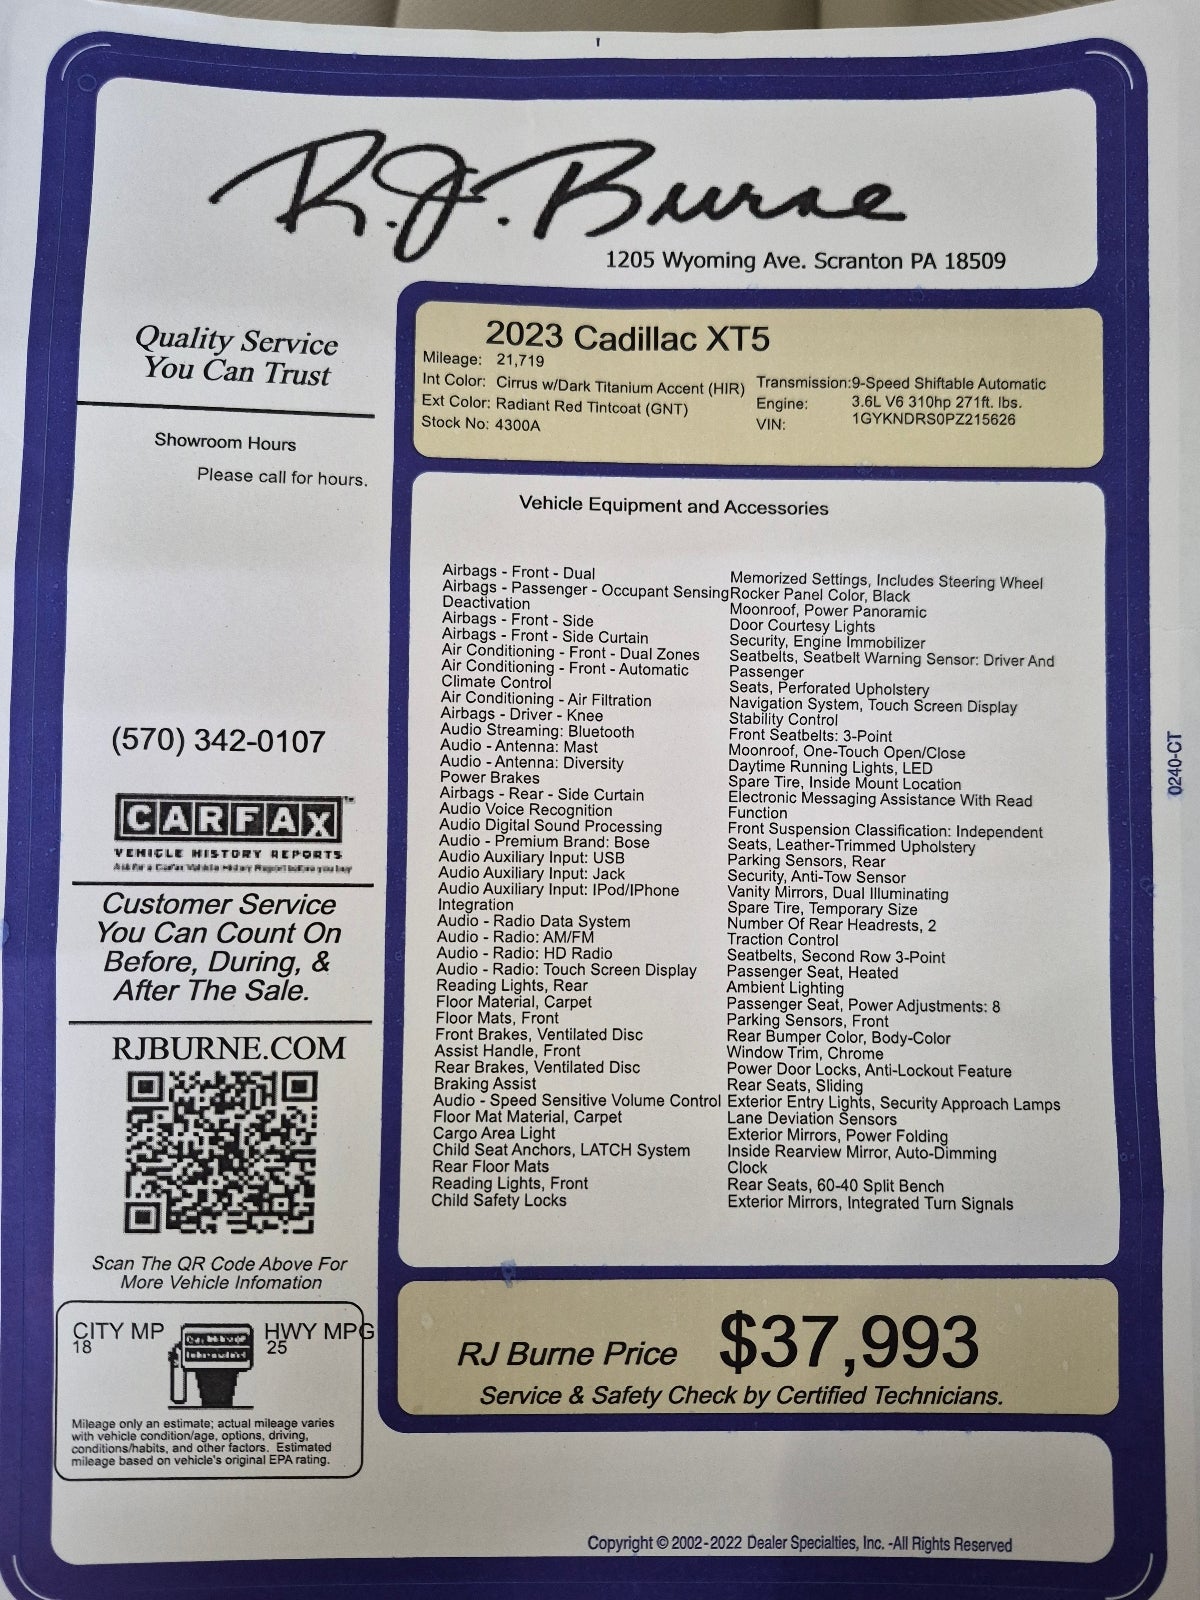 R.J. Burne
1205 Wyoming Ave. Scranton PA 18509
Quality Service
You Can Trust
Showroom Hours
Please call for hours.
(570) 342-0107
CARFAX™
VEHICLE HISTORY REPORTS
Ask for a Carfax Vehicle History Report before you buy
Customer Service
You Can Count On
Before, During, &
After The Sale.
RJBURNE.COM
Scan The QR Code Above For
More Vehicle Infomation
CITY MP
18
HWY MPG
25
Mileage only an estimate; actual mileage varies
with vehicle condition/age, options, driving,
conditions/habits, and other factors. Estimated
mileage based on vehicle's original EPA rating.
2023 Cadillac XT5
Mileage: 21,719
Int Color: Cirrus w/Dark Titanium Accent (HIR)
Ext Color: Radiant Red Tintcoat (GNT)
Stock No: 4300A
Transmission:9-Speed Shiftable Automatic
Engine: 3.6L V6 310hp 271ft. lbs.
VIN: 1GYKNDRS0PZ215626
Vehicle Equipment and Accessories
Airbags - Front - Dual
Airbags - Passenger - Occupant Sensing
Deactivation
Airbags - Front - Side
Airbags - Front - Side Curtain
Air Conditioning - Front - Dual Zones
Air Conditioning - Front - Automatic
Climate Control
Air Conditioning - Air Filtration
Airbags - Driver - Knee
Audio Streaming: Bluetooth
Audio - Antenna: Mast
Audio - Antenna: Diversity
Power Brakes
Airbags - Rear - Side Curtain
Audio Voice Recognition
Audio Digital Sound Processing
Audio - Premium Brand: Bose
Audio Auxiliary Input: USB
Audio Auxiliary Input: Jack
Audio Auxiliary Input: IPod/IPhone
Integration
Audio - Radio Data System
Audio - Radio: AM/FM
Audio - Radio: HD Radio
Audio - Radio: Touch Screen Display
Reading Lights, Rear
Floor Material, Carpet
Floor Mats, Front
Front Brakes, Ventilated Disc
Assist Handle, Front
Rear Brakes, Ventilated Disc
Braking Assist
Audio - Speed Sensitive Volume Control
Floor Mat Material, Carpet
Cargo Area Light
Child Seat Anchors, LATCH System
Rear Floor Mats
Reading Lights, Front
Child Safety Locks
Memorized Settings, Includes Steering Wheel
Rocker Panel Color, Black
Moonroof, Power Panoramic
Door Courtesy Lights
Security, Engine Immobilizer
Seatbelts, Seatbelt Warning Sensor: Driver And
Passenger
Seats, Perforated Upholstery
Navigation System, Touch Screen Display
Stability Control
Front Seatbelts: 3-Point
Moonroof, One-Touch Open/Close
Daytime Running Lights, LED
Spare Tire, Inside Mount Location
Electronic Messaging Assistance With Read
Function
Front Suspension Classification: Independent
Seats, Leather-Trimmed Upholstery
Parking Sensors, Rear
Security, Anti-Tow Sensor
Vanity Mirrors, Dual Illuminating
Spare Tire, Temporary Size
Number Of Rear Headrests, 2
Traction Control
Seatbelts, Second Row 3-Point
Passenger Seat, Heated
Ambient Lighting
Passenger Seat, Power Adjustments: 8
Parking Sensors, Front
Rear Bumper Color, Body-Color
Window Trim, Chrome
Power Door Locks, Anti-Lockout Feature
Rear Seats, Sliding
Exterior Entry Lights, Security Approach Lamps
Lane Deviation Sensors
Exterior Mirrors, Power Folding
Inside Rearview Mirror, Auto-Dimming
Clock
Rear Seats, 60-40 Split Bench
Exterior Mirrors, Integrated Turn Signals
RJ Burne Price $37,993
Service & Safety Check by Certified Technicians.
Copyright © 2002-2022 Dealer Specialties, Inc. -All Rights Reserved
0240-CT